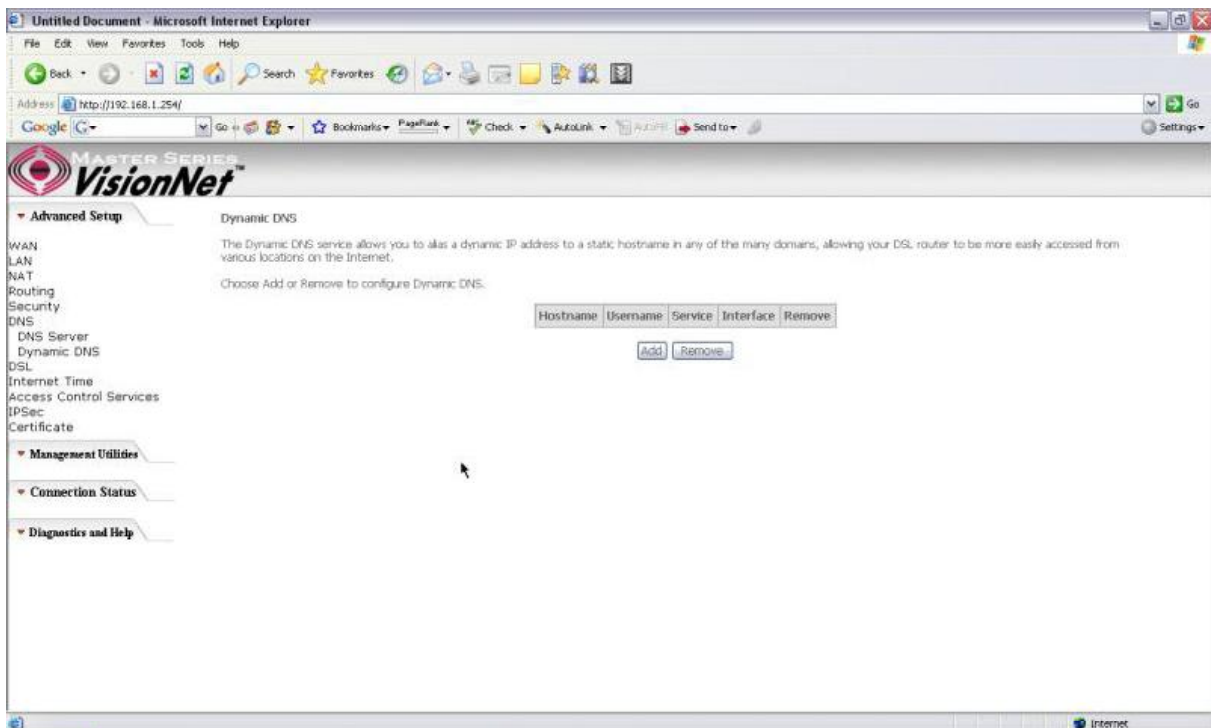 Untitled Document - Microsoft Internet Explorer
File Edit View Favorites Tools Help
Back Search Favorites
Address http://192.168.1.254/ Go
Google G Go Bookmarks PageRank Check AutoLink AutoFill Send to Settings
MASTER SERIES
VisionNet™
Advanced Setup
WAN
LAN
NAT
Routing
Security
DNS
DNS Server
Dynamic DNS
DSL
Internet Time
Access Control Services
IPSec
Certificate
Management Utilities
Connection Status
Diagnostics and Help
Dynamic DNS
The Dynamic DNS service allows you to alias a dynamic IP address to a static hostname in any of the many domains, allowing your DSL router to be more easily accessed from
various locations on the Internet.
Choose Add or Remove to configure Dynamic DNS.
Hostname Username Service Interface Remove
Add Remove
Internet